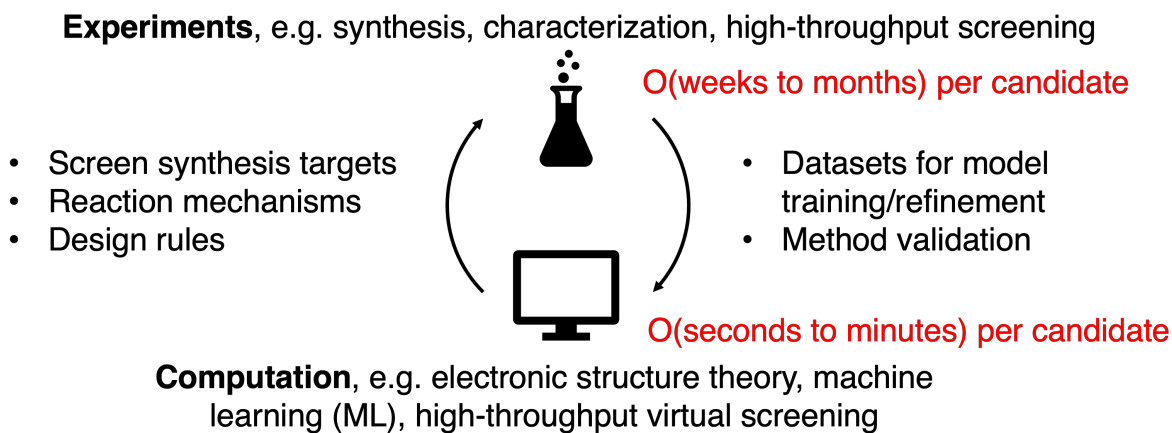 Experiments, e.g. synthesis, characterization, high-throughput screening
O(weeks to months) per candidate
• Screen synthesis targets
• Reaction mechanisms
• Design rules
• Datasets for model
training/refinement
• Method validation
O(seconds to minutes) per candidate
Computation, e.g. electronic structure theory, machine
learning (ML), high-throughput virtual screening